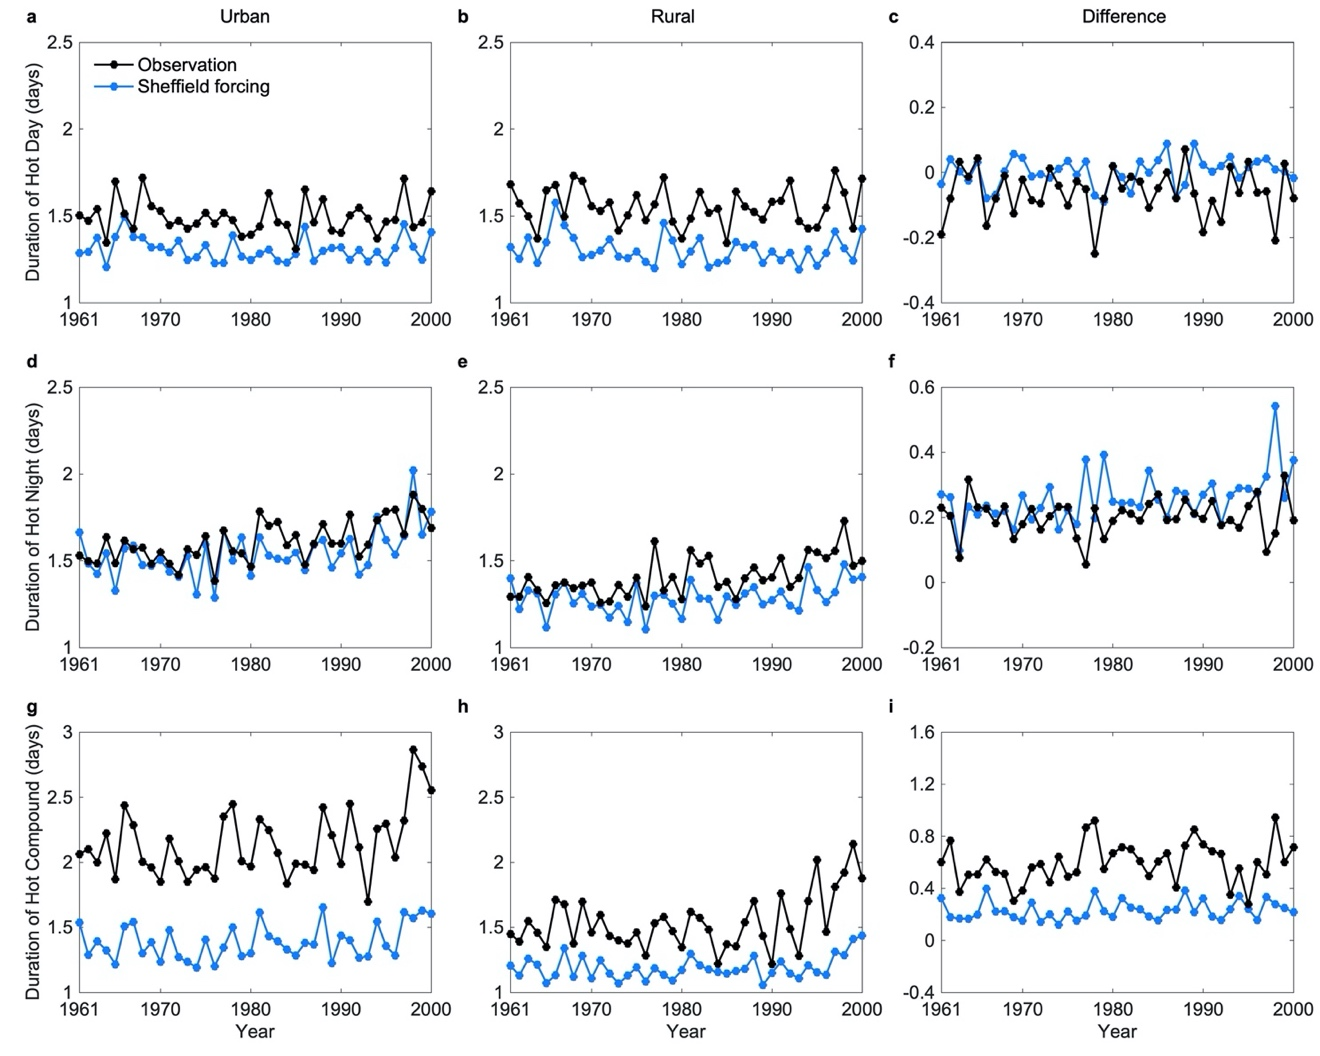 a Urban b Rural c Difference
Observation
Sheffield forcing
Duration of Hot Day (days)
2.5
2
1.5
1
1961 1970 1980 1990 2000
2.5
2
1.5
1
1961 1970 1980 1990 2000
0.4
0.2
0
-0.2
-0.4
1961 1970 1980 1990 2000
d e f
Duration of Hot Night (days)
2.5
2
1.5
1
1961 1970 1980 1990 2000
2.5
2
1.5
1
1961 1970 1980 1990 2000
0.6
0.4
0.2
0
-0.2
1961 1970 1980 1990 2000
g h i
Duration of Hot Compound (days)
3
2.5
2
1.5
1
1961 1970 1980 1990 2000
Year
3
2.5
2
1.5
1
1961 1970 1980 1990 2000
Year
1.6
1.2
0.8
0.4
0
-0.4
1961 1970 1980 1990 2000
Year